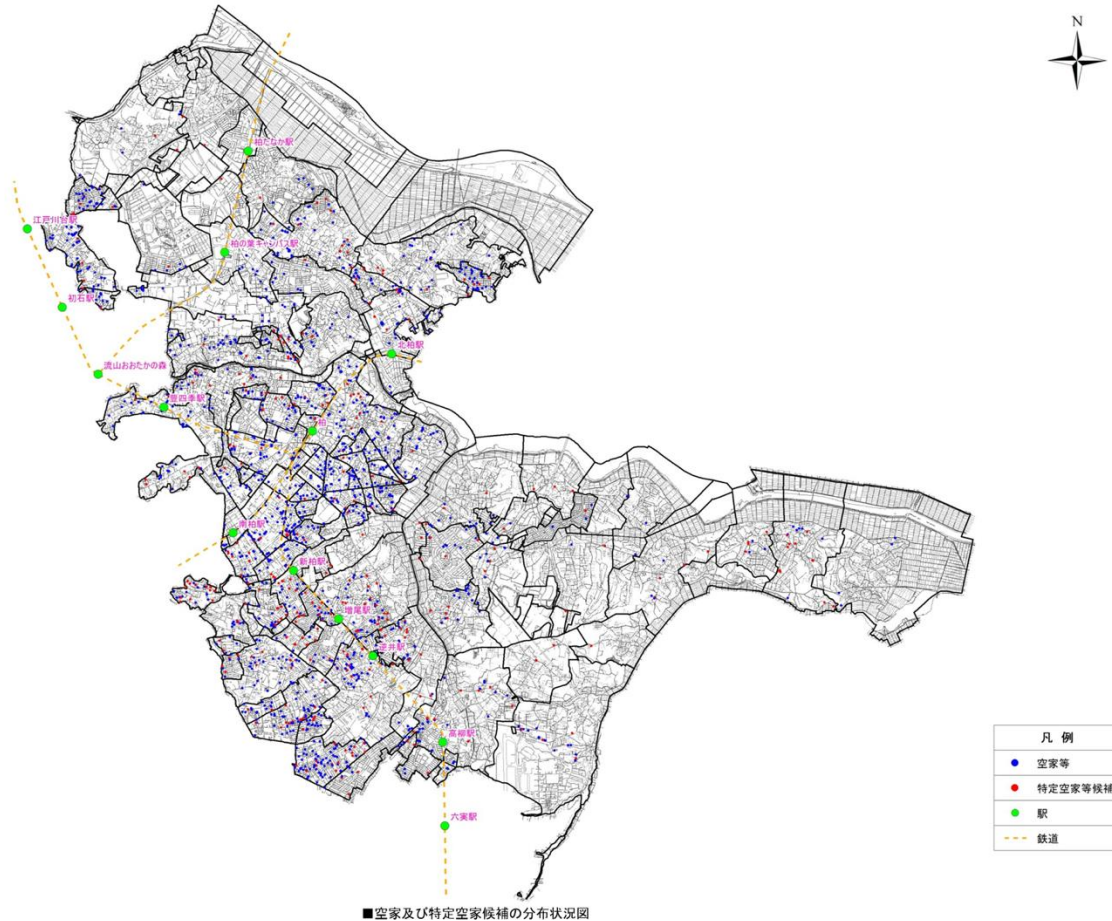 N
柏たなか駅
江戸川台駅
柏の葉キャンパス駅
初石駅
北柏駅
流山おおたかの森
豊四季駅
柏
南柏駅
新柏駅
増尾駅
逆井駅
高柳駅
六実駅
凡 例
空家等
特定空家等候補
駅
鉄道
■空家及び特定空家候補の分布状況図